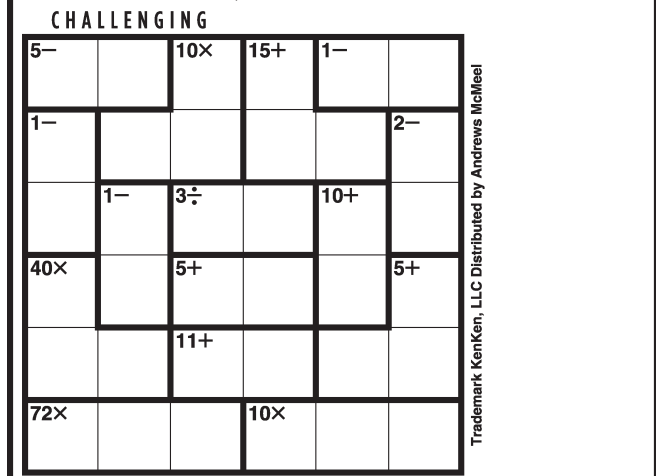 CHALLENGING
5− 10× 15+ 1−
1− 2−
1− 3÷ 10+
40× 5+ 5+
11+
72× 10×
Trademark KenKen, LLC Distributed by Andrews McMeel